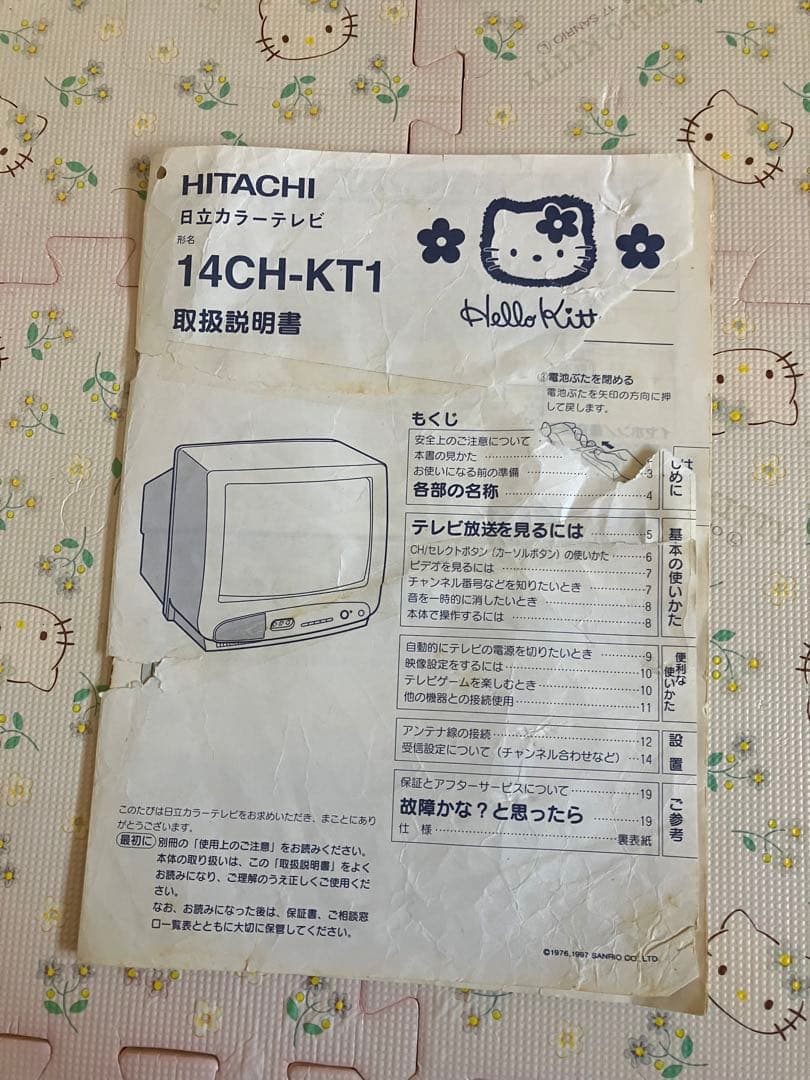 HITACHI
日立カラーテレビ
形名
14CH-KT1
取扱説明書
Hello Kitt
③電池ぶたを閉める
電池ぶたを矢印の方向に押
して戻します。
もくじ
安全上のご注意について
本書の見かた 2
お使いになる前の準備 3
各部の名称 4
はじめに
テレビ放送を見るには 5
CH/セレクトボタン(カーソルボタン)の使いかた 6
ビデオを見るには 7
チャンネル番号などを知りたいとき 7
音を一時的に消したいとき 8
本体で操作するには 8
基本の使いかた
自動的にテレビの電源を切りたいとき 9
映像設定をするには 10
テレビゲームを楽しむとき 10
他の機器との接続使用 11
便利な
使いかた
アンテナ線の接続 12
受信設定について(チャンネル合わせなど) 14
設置
保証とアフターサービスについて 19
故障かな?と思ったら 19
仕様 裏表紙
ご参考
このたびは日立カラーテレビをお求めいただき、まことにあり
がとうございます。
最初に 別冊の「使用上のご注意」をお読みください。
本体の取り扱いは、この「取扱説明書」をよく
お読みになり、ご理解のうえ正しくご使用くだ
さい。
なお、お読みになった後は、保証書、ご相談窓
口一覧表とともに大切に保管してください。
©1976,1997 SANRIO CO., LTD.